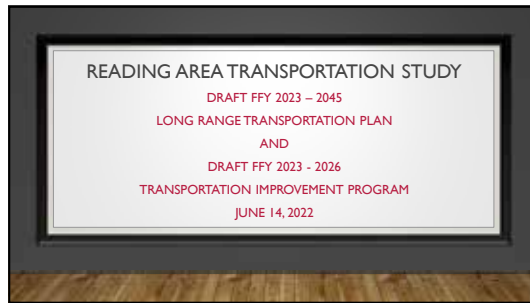 READING AREA TRANSPORTATION STUDY
DRAFT FFY 2023 – 2045
LONG RANGE TRANSPORTATION PLAN
AND
DRAFT FFY 2023 - 2026
TRANSPORTATION IMPROVEMENT PROGRAM
JUNE 14, 2022